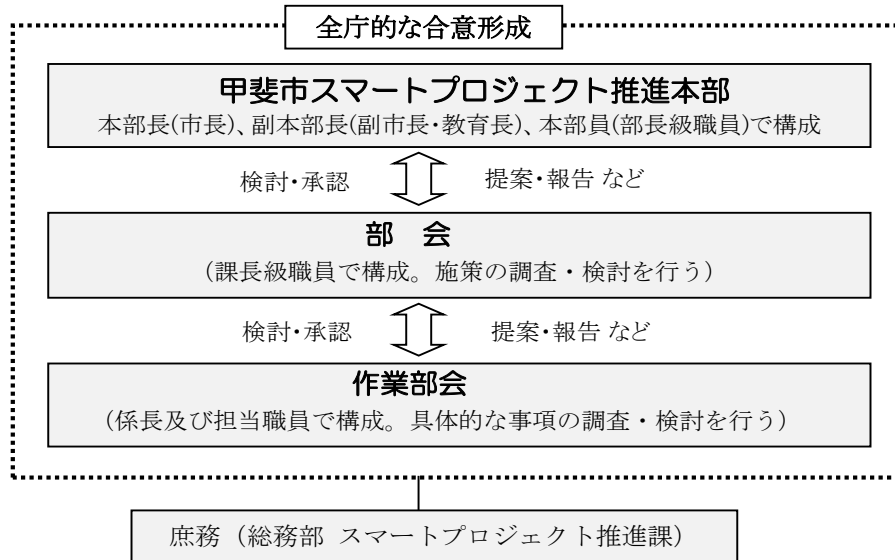 全庁的な合意形成
甲斐市スマートプロジェクト推進本部
本部長(市長)、副本部長(副市長・教育長)、本部員(部長級職員)で構成
検討・承認 提案・報告 など
部 会
(課長級職員で構成。施策の調査・検討を行う)
検討・承認 提案・報告 など
作業部会
(係長及び担当職員で構成。具体的な事項の調査・検討を行う)
庶務(総務部 スマートプロジェクト推進課)